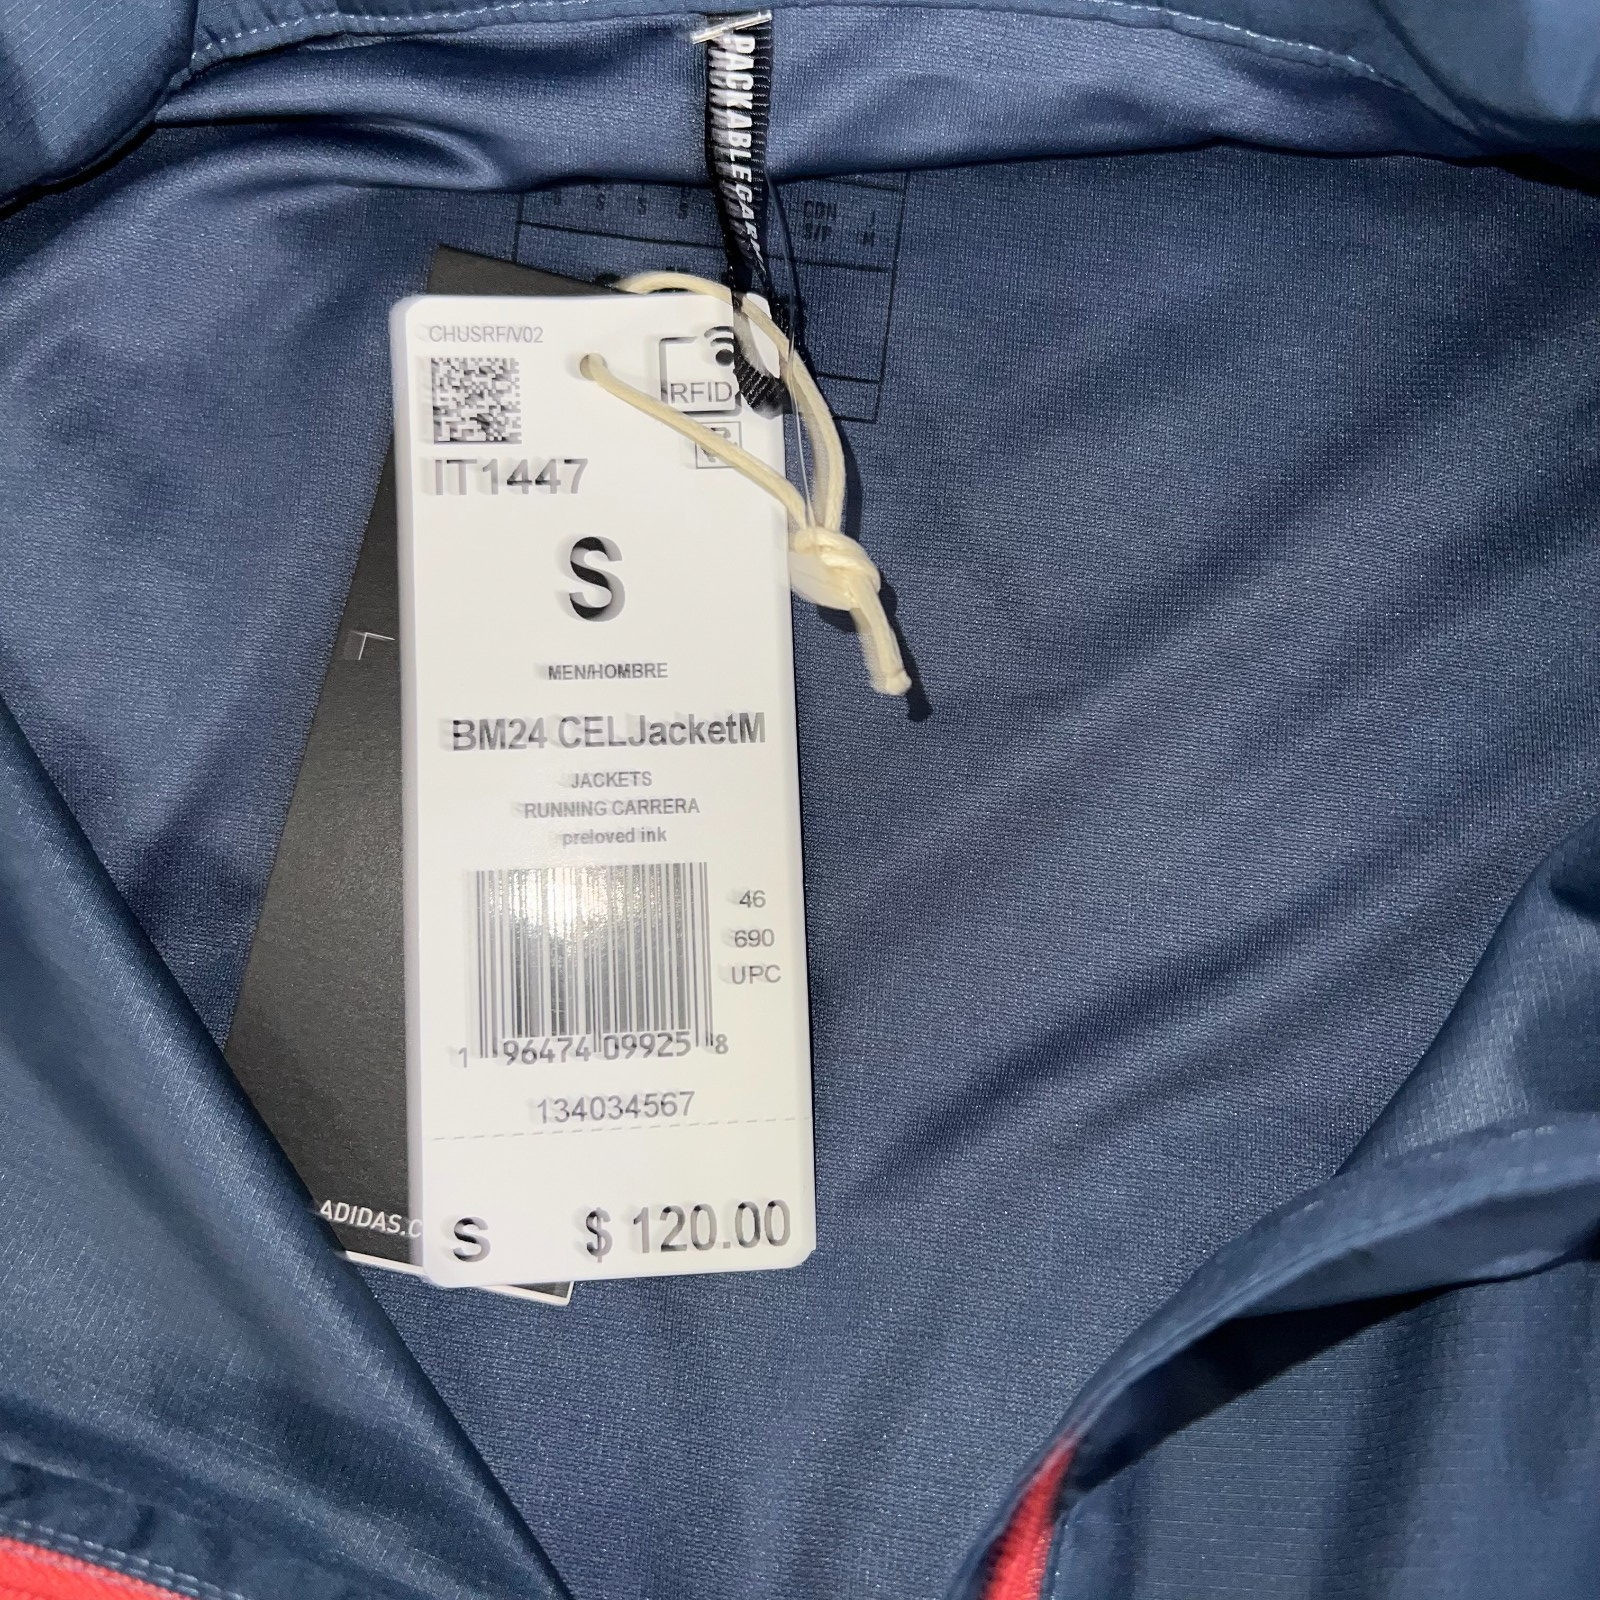 PACKABLE
CDN
S/P M
CHUSRF/V02
RFID
IT1447
S
MEN/HOMBRE
BM24 CELJacketM
JACKETS
RUNNING CARRERA
preloved ink
46
690
UPC
1 96474 09925 8
134034567
ADIDAS.C
S $ 120.00